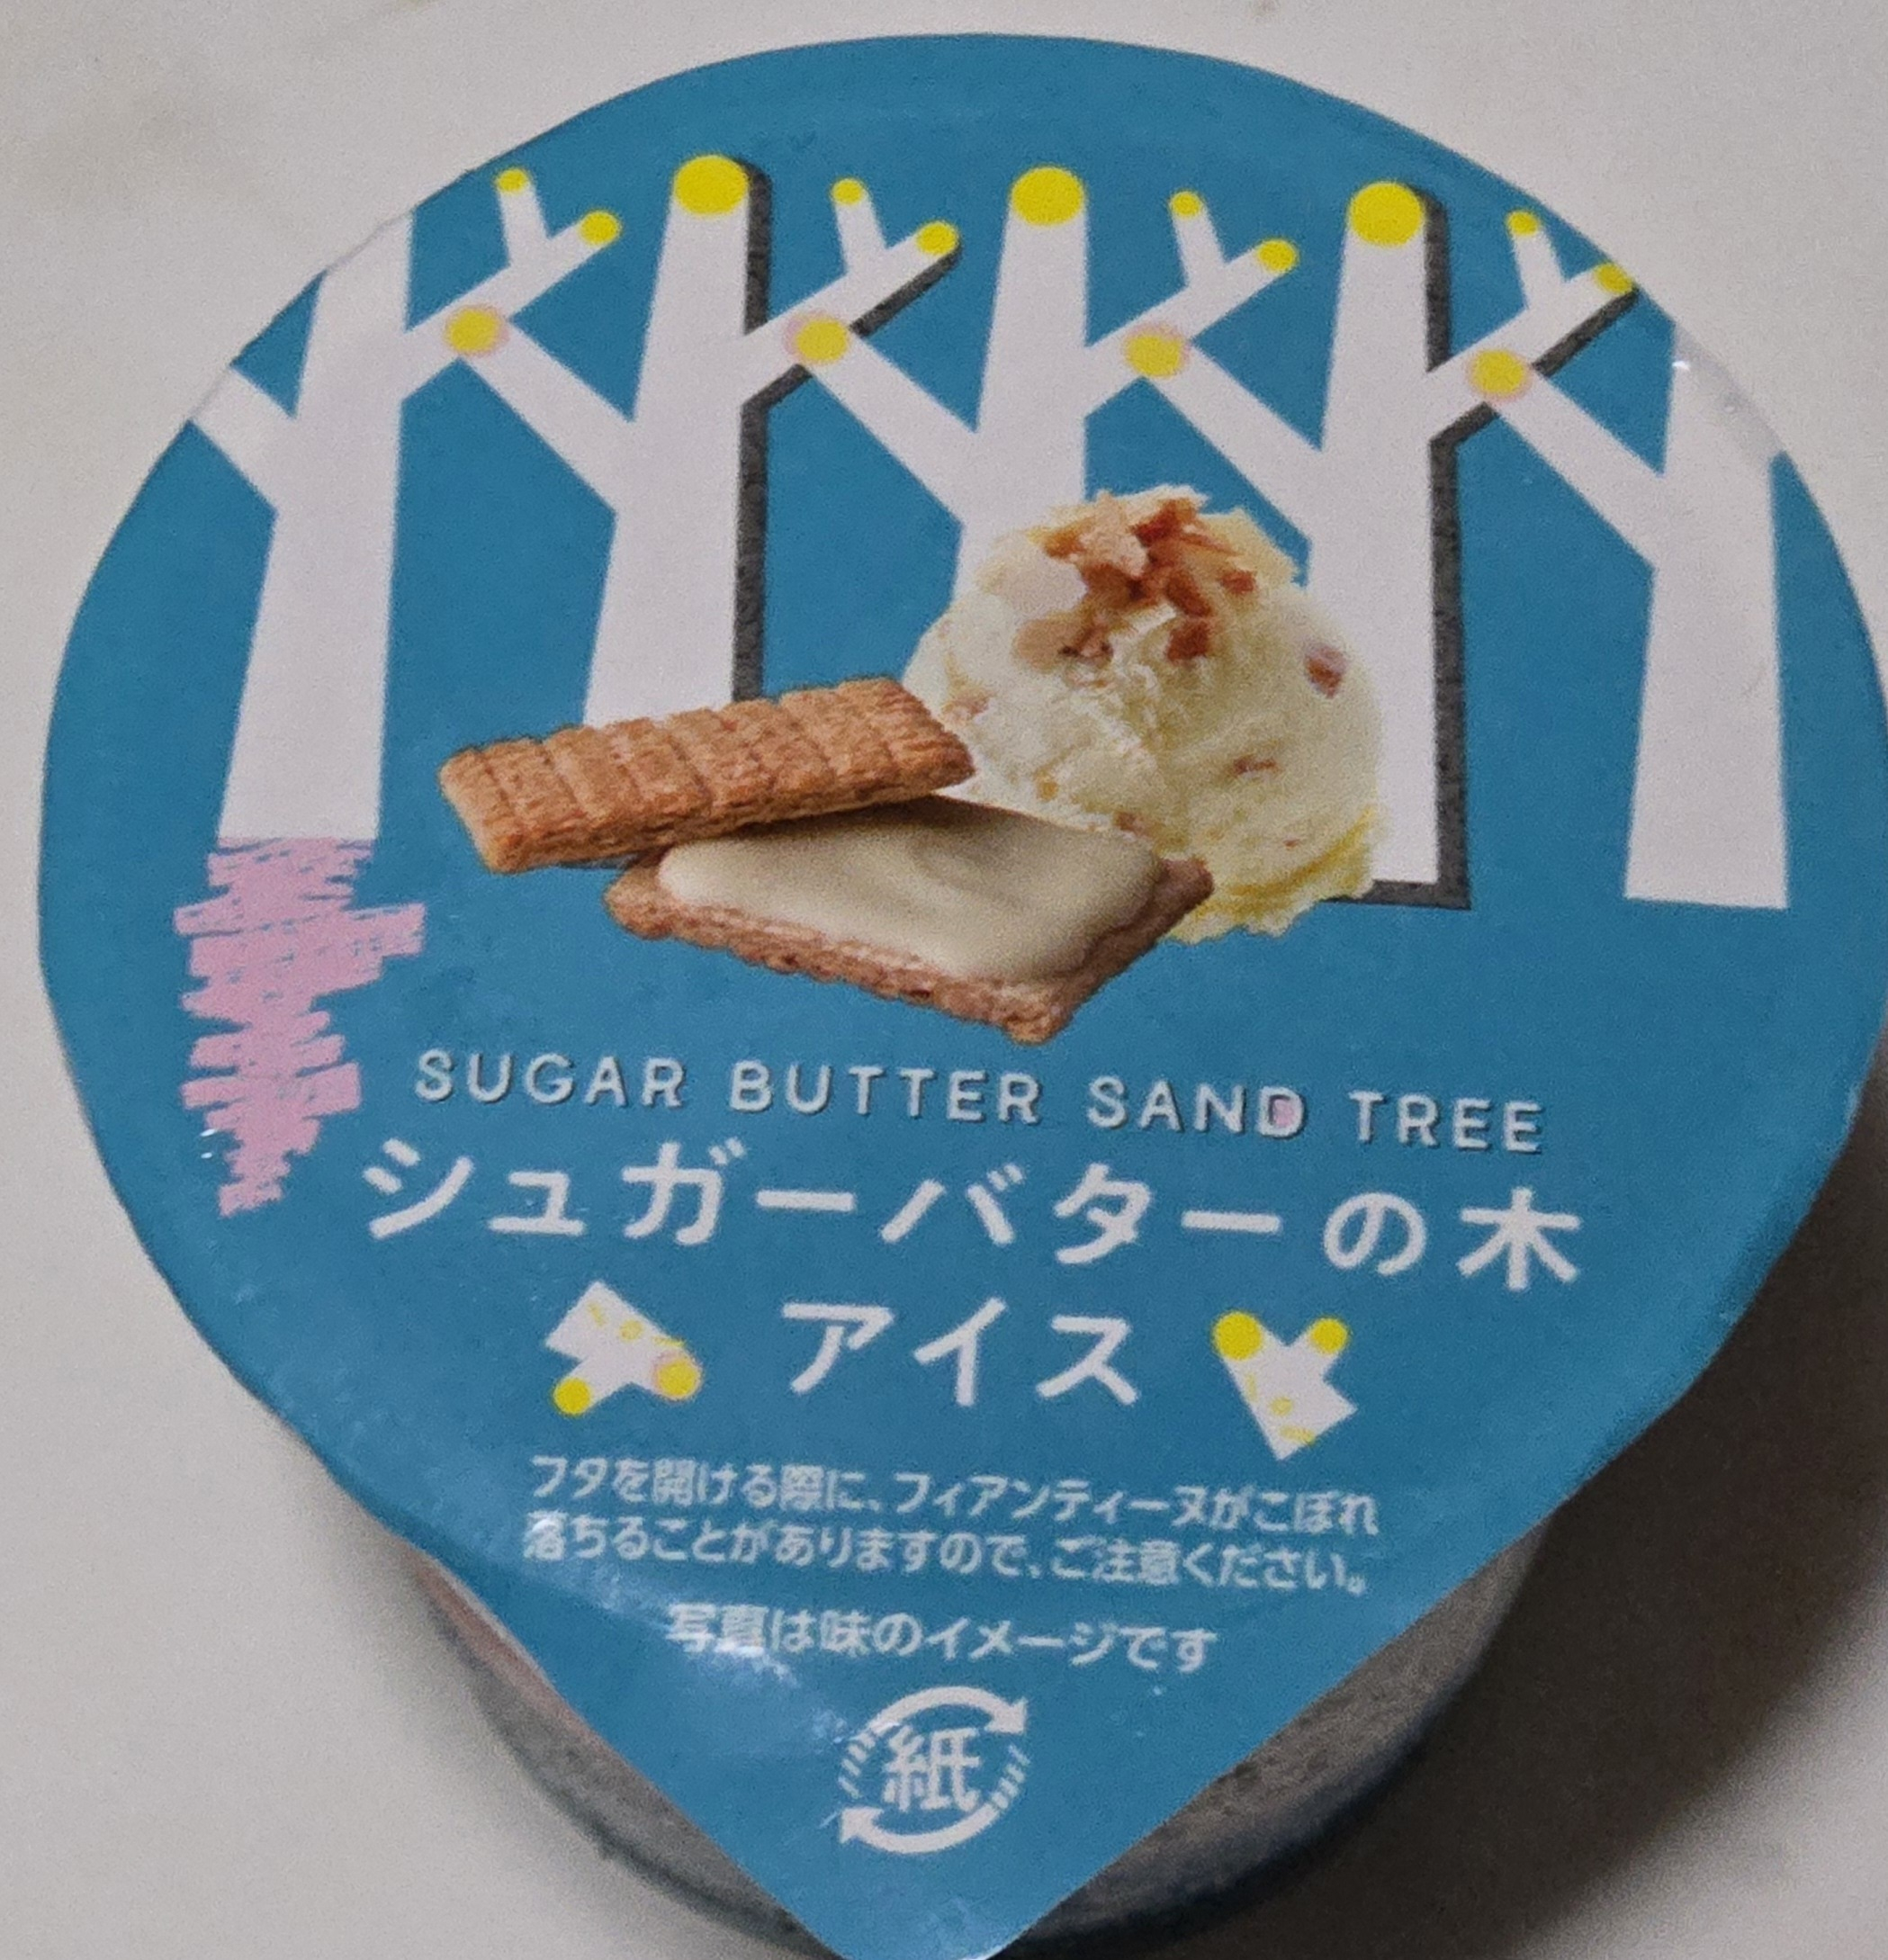 SUGAR BUTTER SAND TREE
シュガーバターの木
アイス
フタを開ける際に、フィアンティーヌがこぼれ
落ちることがありますので、ご注意ください。
写真は味のイメージです
紙